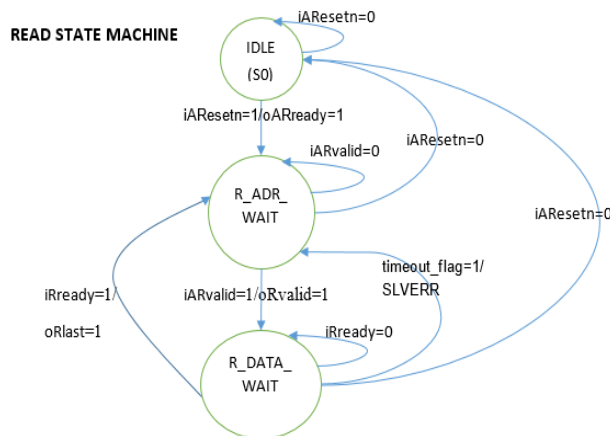 READ STATE MACHINE
iAResetn=0
IDLE
(S0)
iAResetn=1/oARready=1
iARvalid=0
iAResetn=0
R_ADR_
WAIT
iAResetn=0
timeout_flag=1/
SLVERR
iRready=1/
oRlast=1
iARvalid=1/oRvalid=1
iRready=0
R_DATA_
WAIT